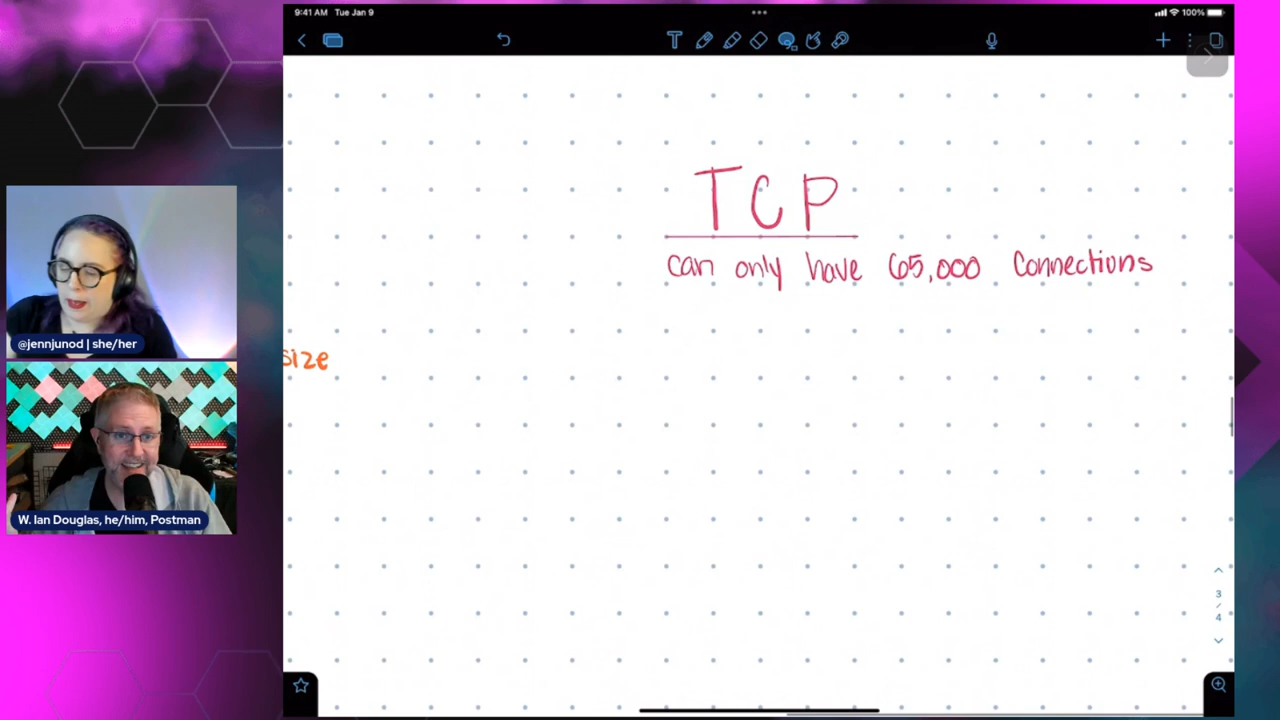 9:41 AM Tue Jan 9
100%
T
TCP
can only have 65,000 Connections
@jennjunod | she/her
size
W. Ian Douglas, he/him, Postman
3
/
4